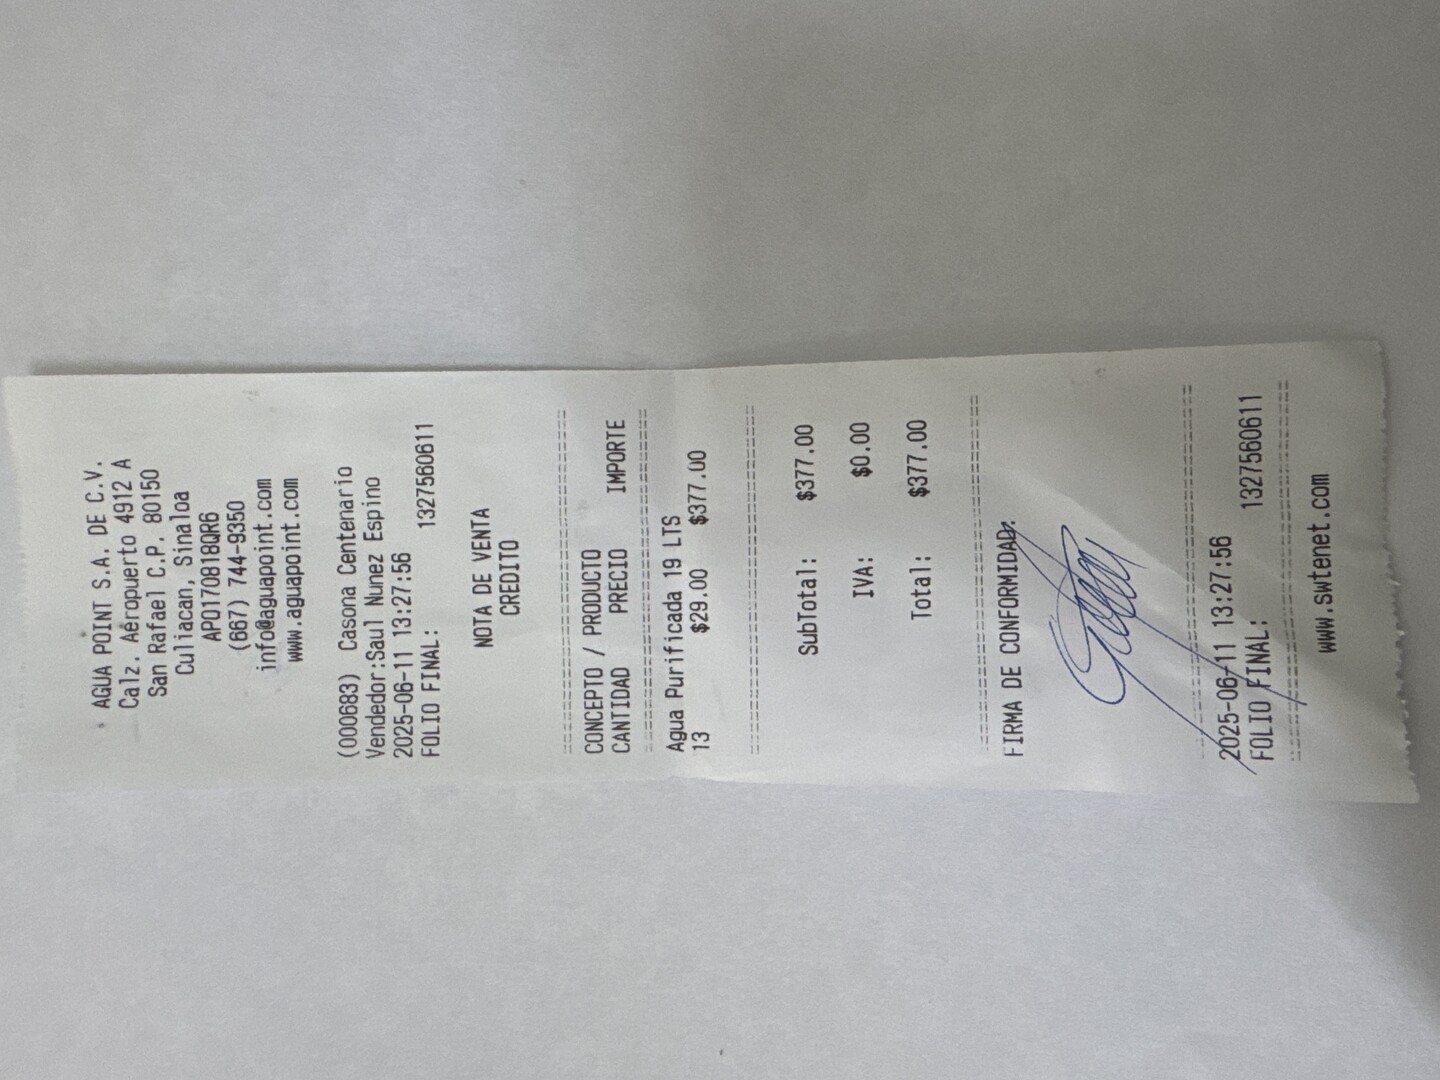 AGUA POINT S.A. DE C.V.
Calz. Aeropuerto 4912 A
San Rafael C.P. 80150
Culiacan, Sinaloa
APO170818QR6
(667) 744-9350
info@aguapoint.com
www.aguapoint.com
(000683) Casona Centenario
Vendedor:Saul Nunez Espino
2025-06-11 13:27:56
FOLIO FINAL: 1327560611
NOTA DE VENTA
CREDITO
CONCEPTO / PRODUCTO
CANTIDAD PRECIO IMPORTE
Agua Purificada 19 LTS
13 $29.00 $377.00
SubTotal: $377.00
IVA: $0.00
Total: $377.00
FIRMA DE CONFORMIDAD:
2025-06-11 13:27:56
FOLIO FINAL: 1327560611
www.swtenet.com